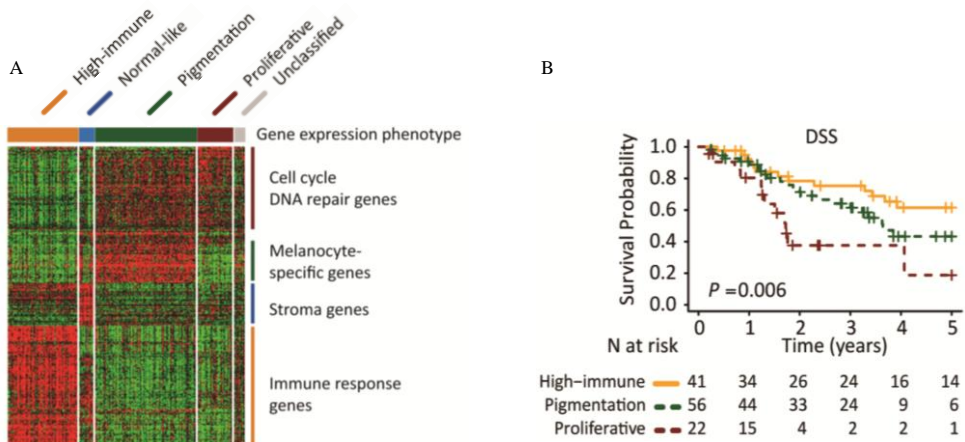 A
High-immune
Normal-like
Pigmentation
Proliferative
Unclassified
Gene expression phenotype
Cell cycle
DNA repair genes
Melanocyte-
specific genes
Stroma genes
Immune response
genes
B
DSS
Survival Probability
1.0
0.8
0.6
0.4
0.2
0.0
P=0.006
0 1 2 3 4 5
N at risk
Time (years)
High–immune 41 34 26 24 16 14
Pigmentation 56 44 33 24 9 6
Proliferative 22 15 4 2 2 1